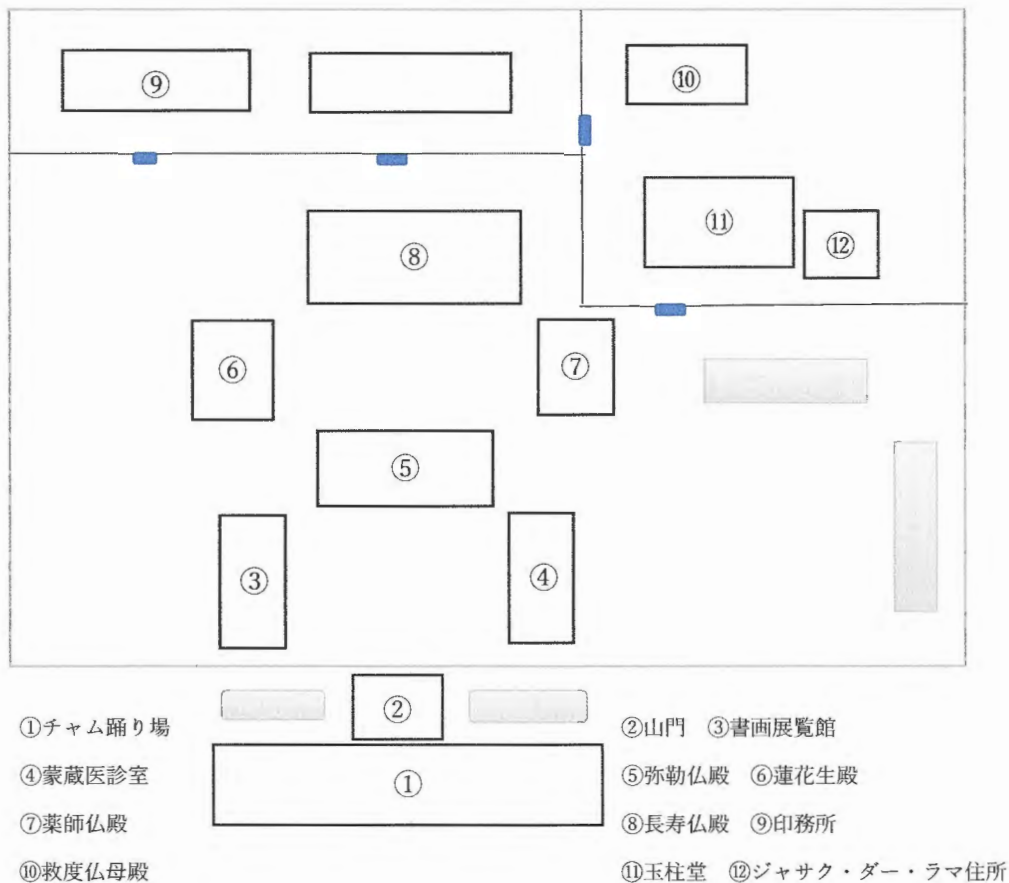 ⑨
⑩
⑪
⑫
⑧
⑥
⑦
⑤
③
④
②
①
①チャム踊り場
②山門 ③書画展覧館
④蒙蔵医診室
⑤弥勒仏殿 ⑥蓮花生殿
⑦薬師仏殿
⑧長寿仏殿 ⑨印務所
⑩救度仏母殿
⑪玉柱堂 ⑫ジャサク・ダー・ラマ住所